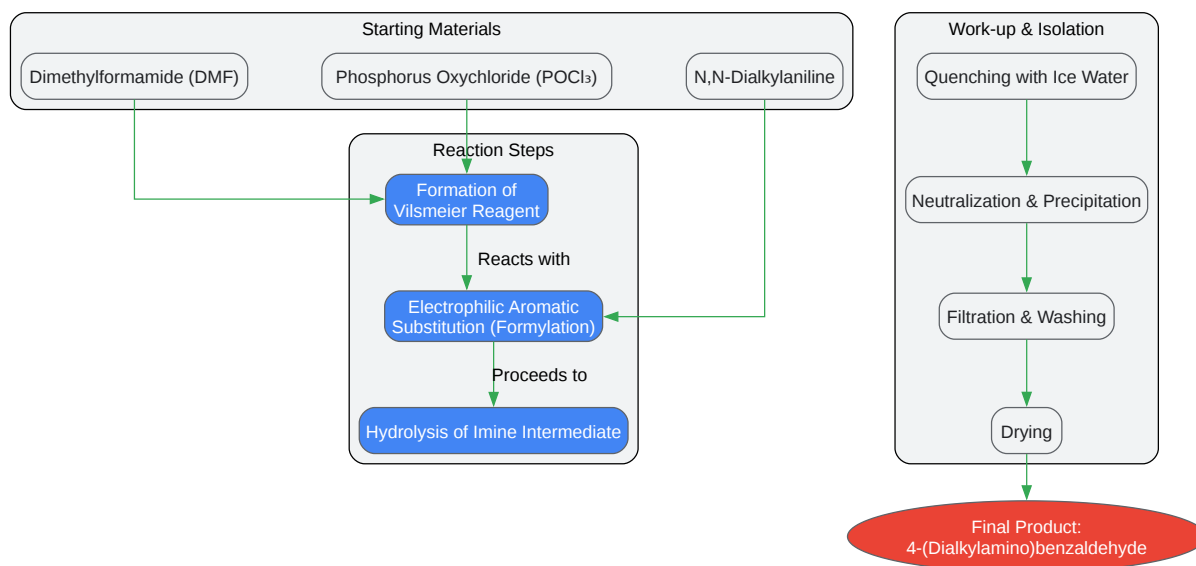 Starting Materials
Dimethylformamide (DMF)
Phosphorus Oxychloride (POCl₃)
N,N-Dialkylaniline
Reaction Steps
Formation of
Vilsmeier Reagent
Reacts with
Electrophilic Aromatic
Substitution (Formylation)
Proceeds to
Hydrolysis of Imine Intermediate
Work-up & Isolation
Quenching with Ice Water
Neutralization & Precipitation
Filtration & Washing
Drying
Final Product:
4-(Dialkylamino)benzaldehyde